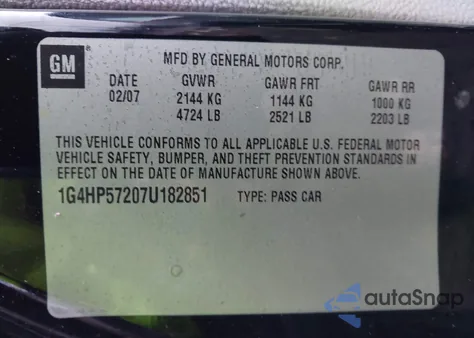 GM
MFD BY GENERAL MOTORS CORP.
DATE GVWR GAWR FRT GAWR RR
02/07 2144 KG 1144 KG 1000 KG
4724 LB 2521 LB 2203 LB
THIS VEHICLE CONFORMS TO ALL APPLICABLE U.S. FEDERAL MOTOR
VEHICLE SAFETY, BUMPER, AND THEFT PREVENTION STANDARDS IN
EFFECT ON THE DATE OF MANUFACTURE SHOWN ABOVE.
1G4HP57207U182851 TYPE: PASS CAR
autoSnap